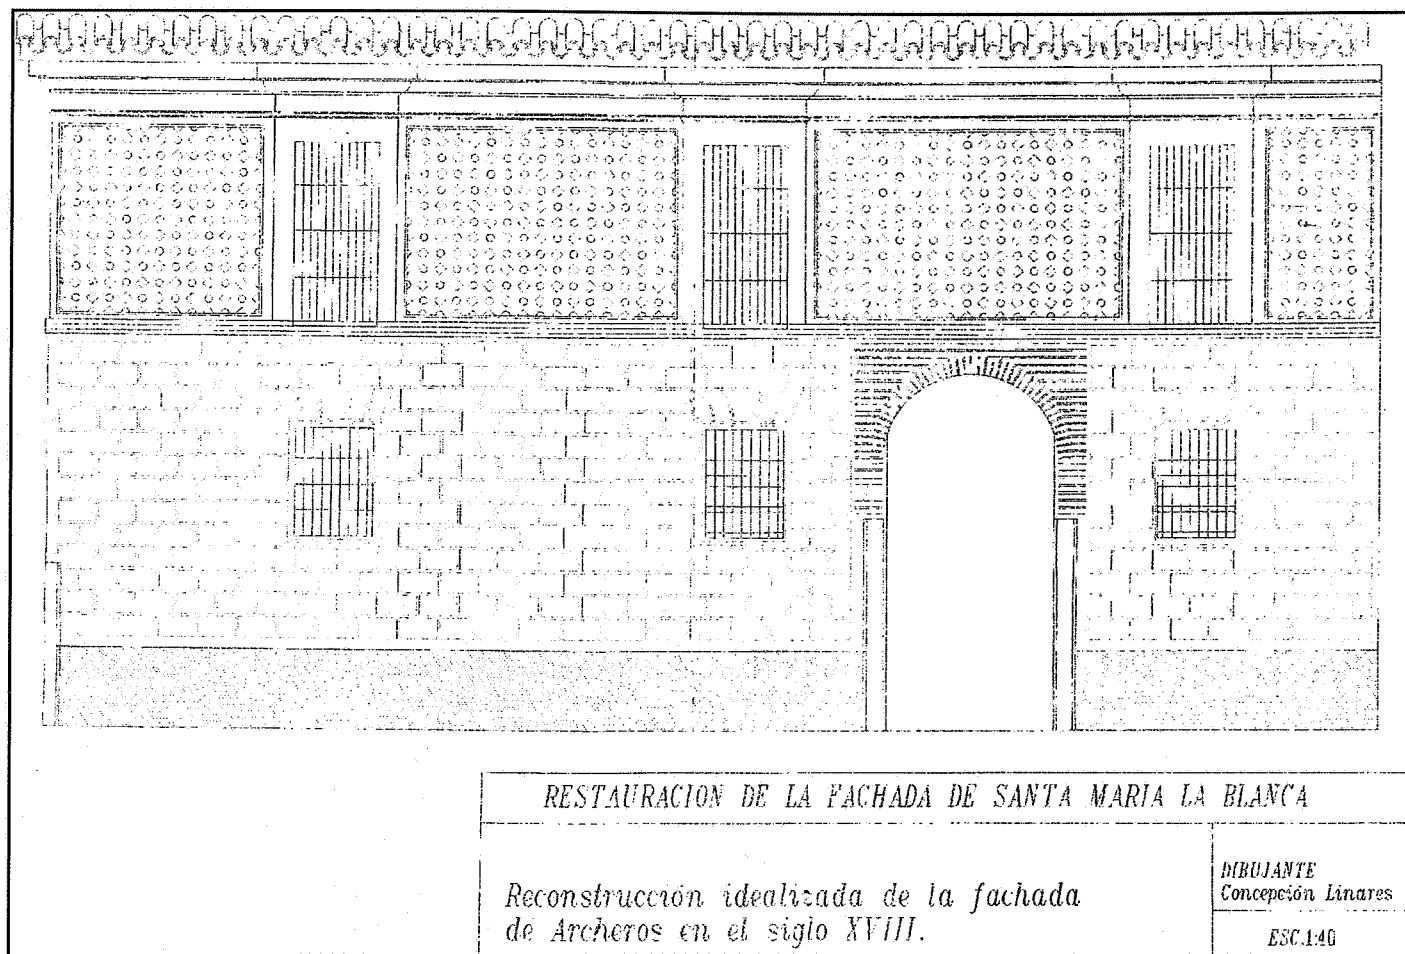 RESTAURACION DE LA FACHADA DE SANTA MARIA LA BLANCA
Reconstrucción idealizada de la fachada
de Archeros en el siglo XVIII.
DIBUJANTE
Concepción Linares
ESC.1:40